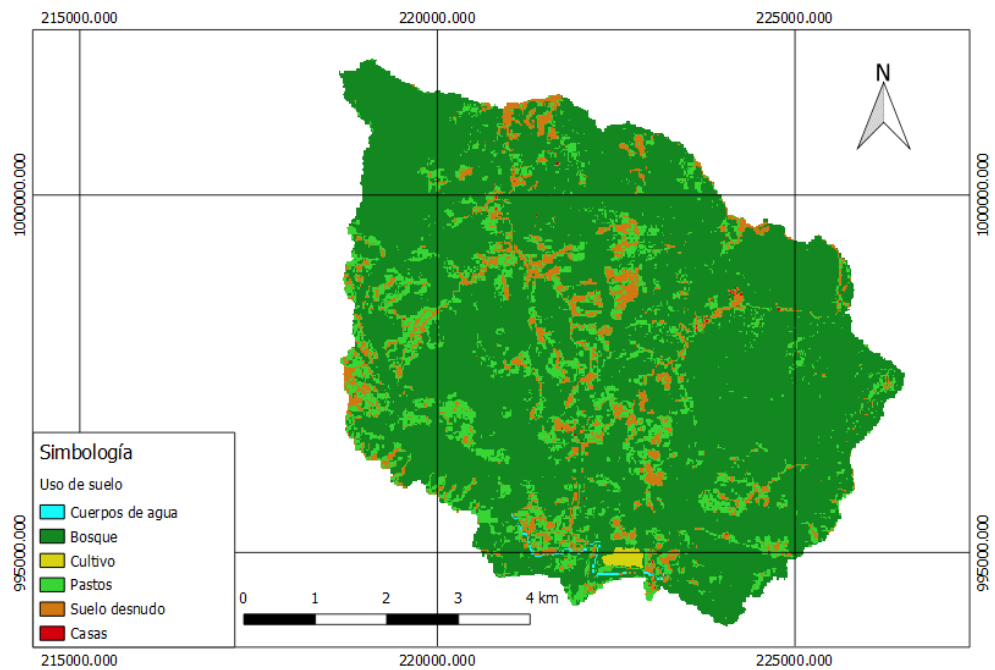 215000.000 220000.000 225000.000
N
1000000.000 1000000.000
Simbología
Uso de suelo
Cuerpos de agua
Bosque
Cultivo
Pastos
Suelo desnudo
Casas
995000.000 995000.000
0 1 2 3 4 km
215000.000 220000.000 225000.000